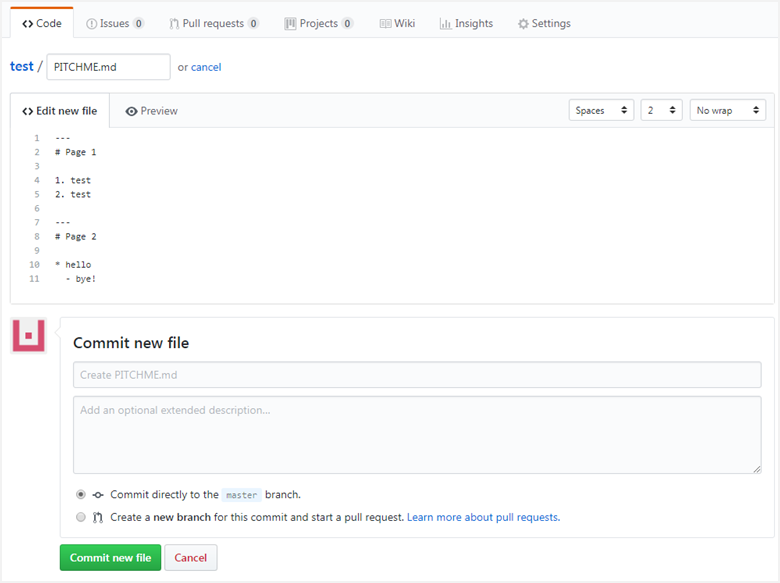 Code Issues 0 Pull requests 0 Projects 0 Wiki Insights Settings
test / PITCHME.md or cancel
Edit new file Preview Spaces 2 No wrap
1 ---
2 # Page 1
3
4 1. test
5 2. test
6
7 ---
8 # Page 2
9
10 * hello
11 - bye!
Commit new file
Create PITCHME.md
Add an optional extended description...
Commit directly to the master branch.
Create a new branch for this commit and start a pull request. Learn more about pull requests.
Commit new file Cancel